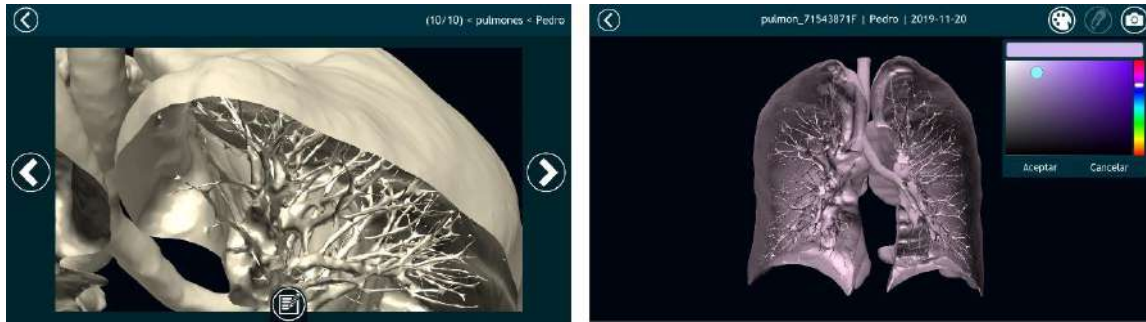 (10/10) < pulmones < Pedro
pulmon_71543871F | Pedro | 2019-11-20
Aceptar Cancelar